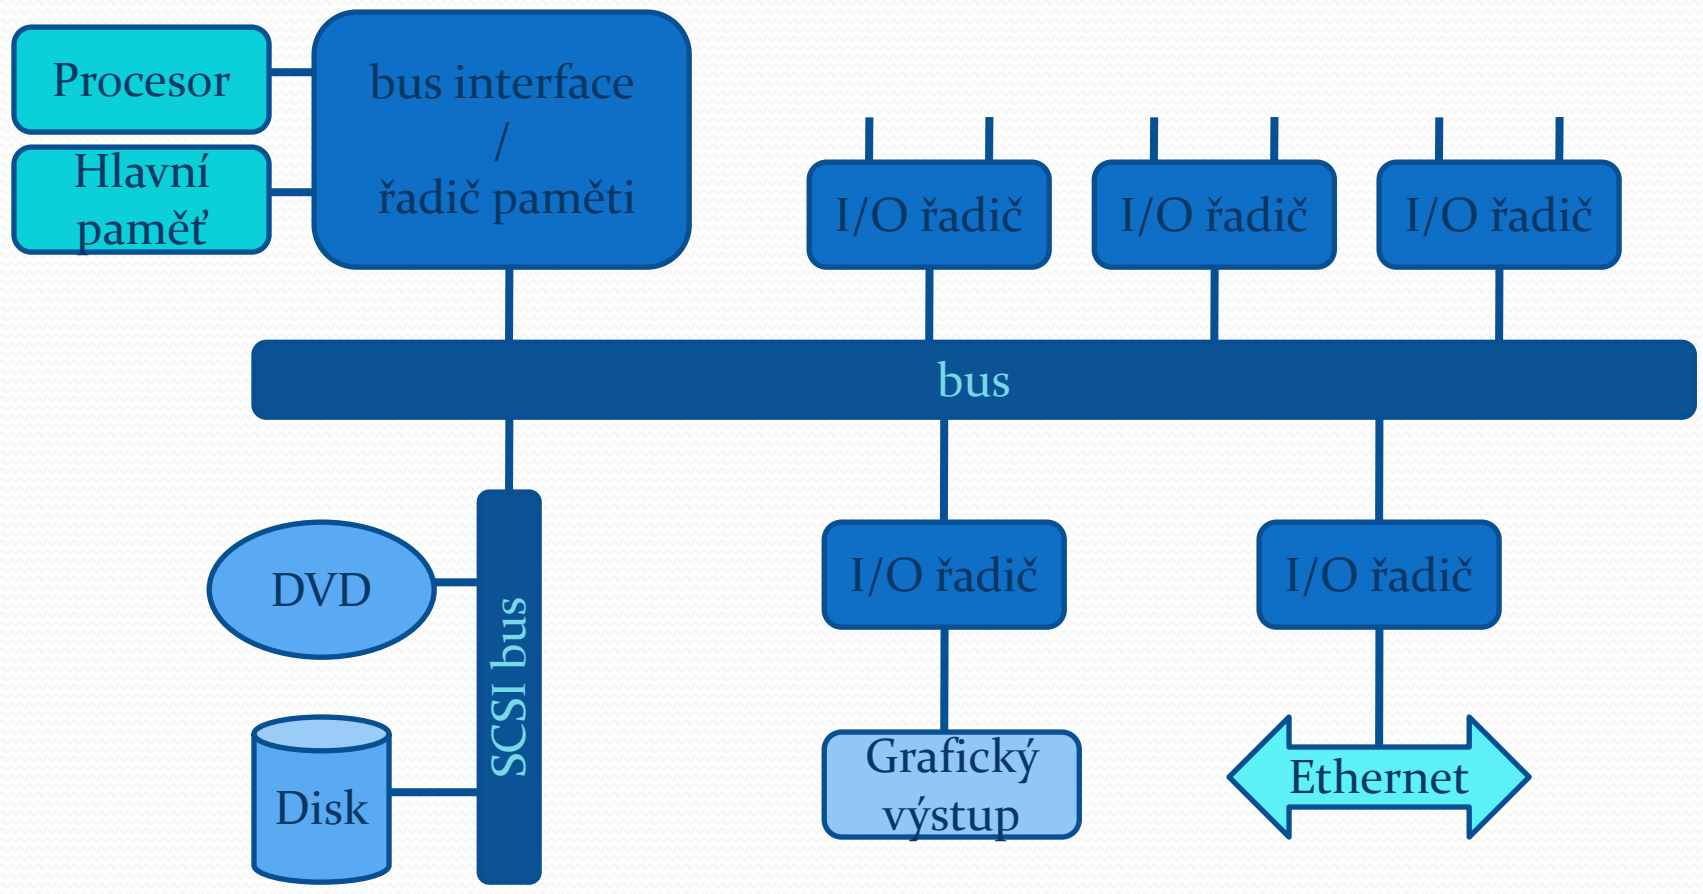 Procesor
Hlavní
paměť
bus interface
/
řadič paměti
I/O řadič
I/O řadič
I/O řadič
bus
DVD
Disk
SCSI bus
I/O řadič
Grafický
výstup
I/O řadič
Ethernet